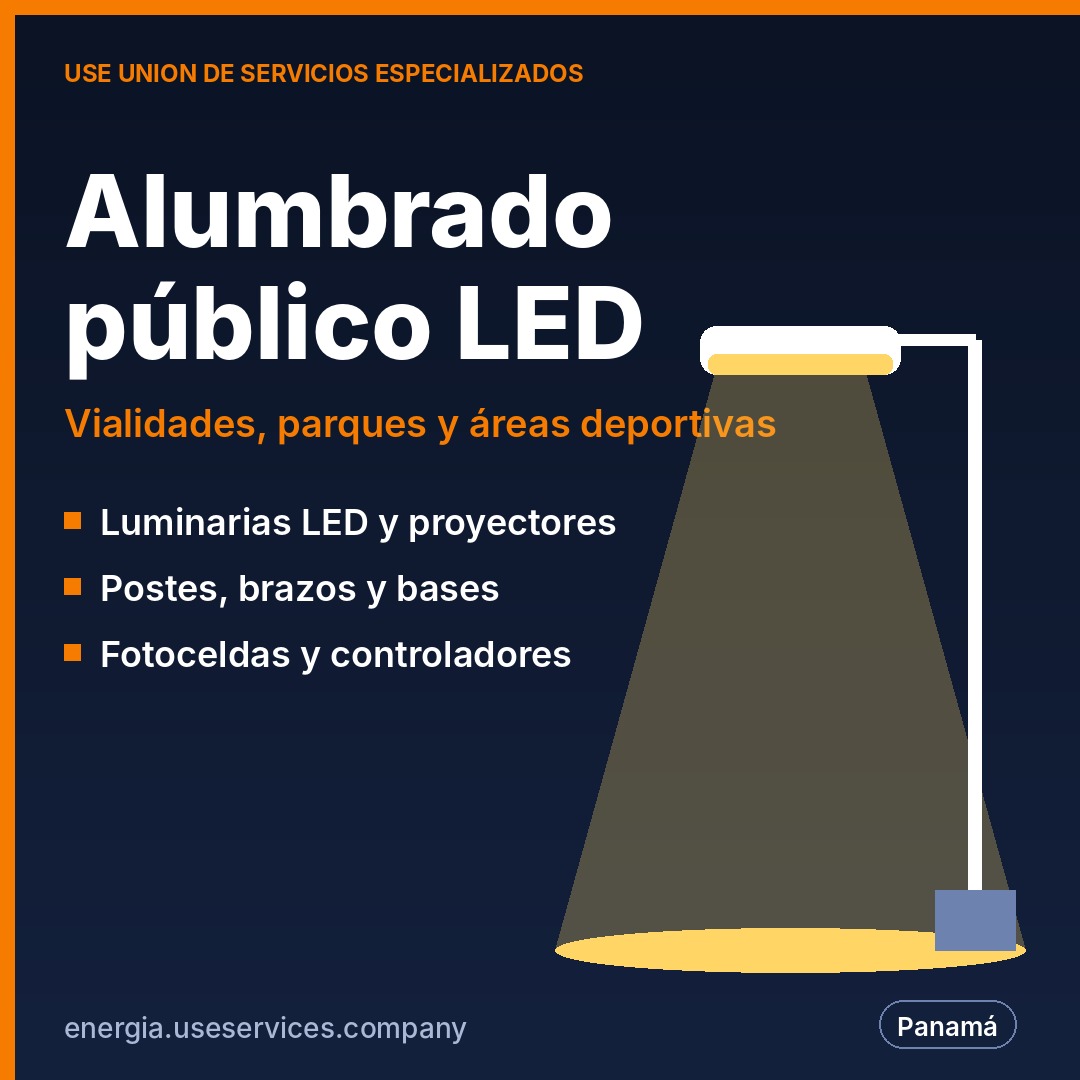 USE UNION DE SERVICIOS ESPECIALIZADOS
Alumbrado
público LED
Vialidades, parques y áreas deportivas
Luminarias LED y proyectores
Postes, brazos y bases
Fotoceldas y controladores
energia.useservices.company
Panamá